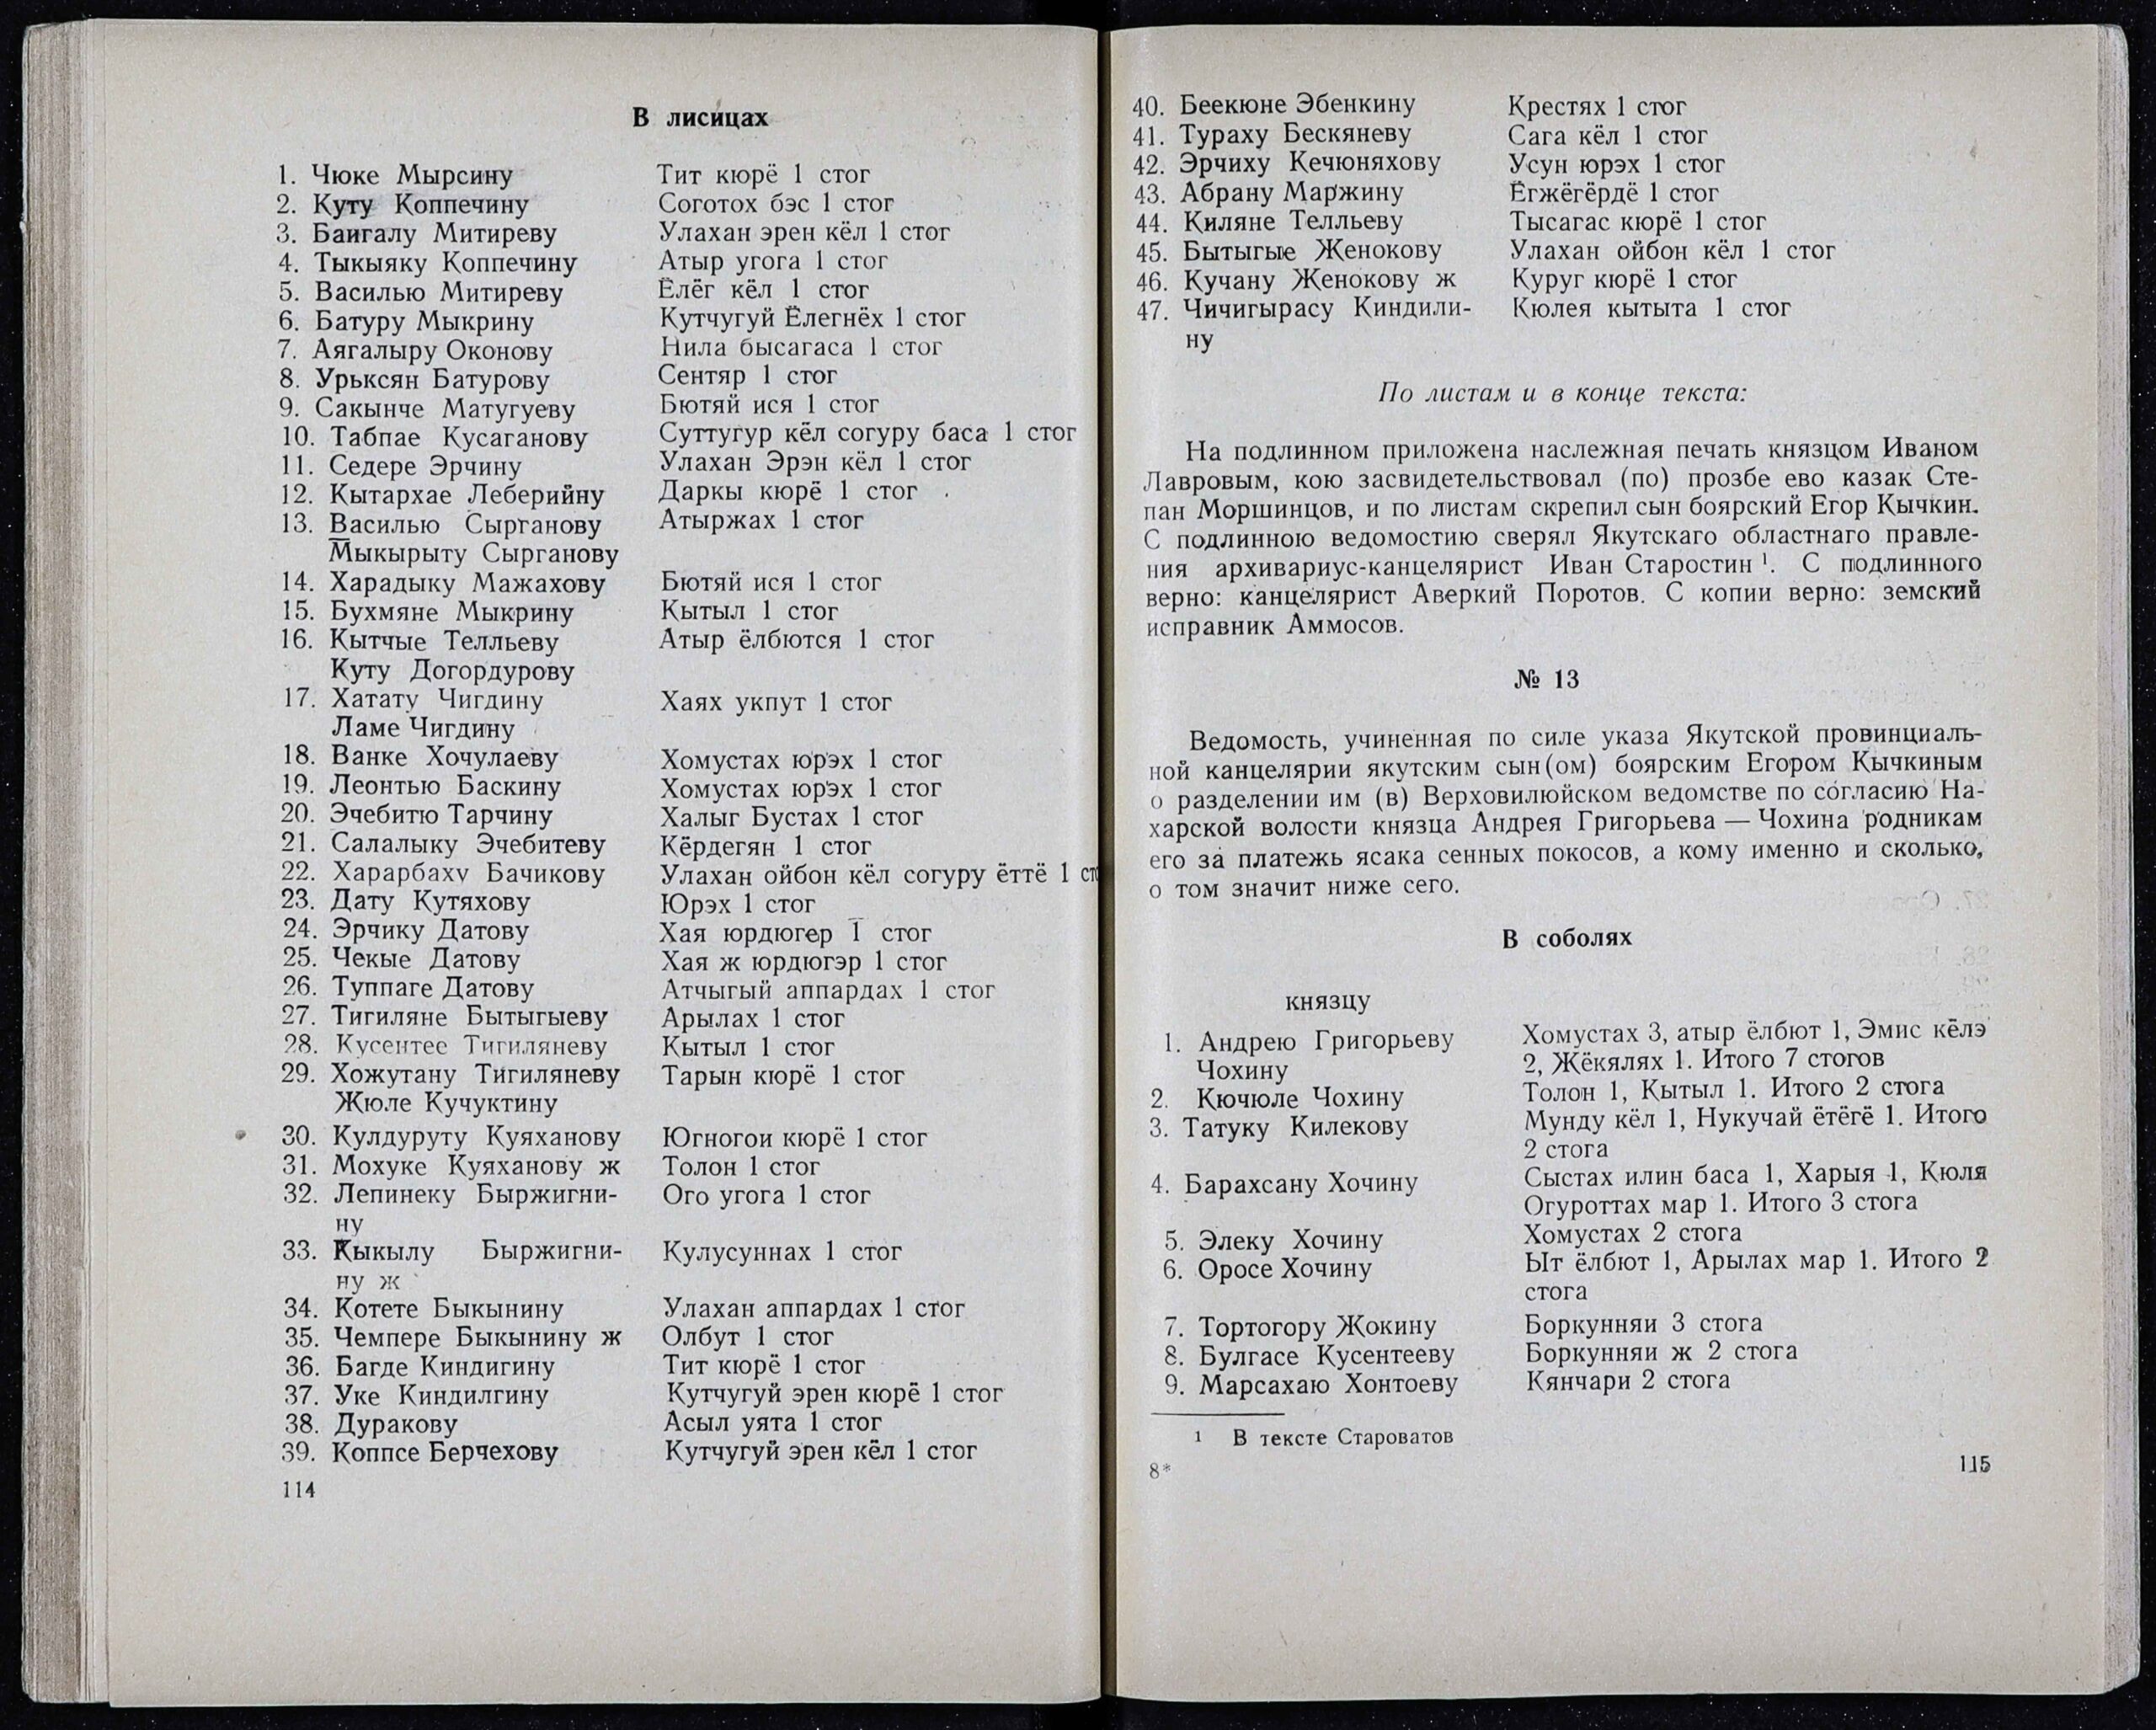 В лисицах
1. Чюке Мырсину Тит кюрё 1 стог
2. Куту Коппечину Соготох бэс 1 стог
3. Баигалу Митиреву Улахан эрен кёл 1 стог
4. Тыкыяку Коппечину Атыр угога 1 стог
5. Василью Митиреву Ёлёг кёл 1 стог
6. Батуру Мыкрину Кутчугуй Ёлегнёх 1 стог
7. Аягалыру Оконову Нила бысагаса 1 стог
8. Урьксян Батурову Сентяр 1 стог
9. Сакынче Матугуеву Бютяй ися 1 стог
10. Табпае Кусаганову Суттугур кёл согуру баса 1 стог
11. Седере Эрчину Улахан Эрэн кёл 1 стог
12. Кытархае Леберийну Даркы кюрё 1 стог
13. Василью Сырганову Атыржах 1 стог
Мыкырыту Сырганову
14. Харадыку Мажахову Бютяй ися 1 стог
15. Бухмяне Мыкрину Кытыл 1 стог
16. Кытчые Телльеву Атыр ёлбются 1 стог
Куту Догордурову
17. Хатату Чигдину Хаях укпут 1 стог
Ламе Чигдину
18. Ванке Хочулаеву Хомустах юрэх 1 стог
19. Леонтью Баскину Хомустах юрэх 1 стог
20. Эчебитю Тарчину Халыг Бустах 1 стог
21. Салалыку Эчебитеву Кёрдегян 1 стог
22. Харарбаху Бачикову Улахан ойбон кёл согуру ёттё 1 ст
23. Дату Кутяхову Юрэх 1 стог
24. Эрчику Датову Хая юрдюгер 1 стог
25. Чекые Датову Хая ж юрдюгэр 1 стог
26. Туппаге Датову Атчыгый аппардах 1 стог
27. Тигиляне Бытыгыеву Арылах 1 стог
28. Кусентее Тигиляневу Кытыл 1 стог
29. Хожутану Тигиляневу Тарын кюрё 1 стог
Жюле Кучуктину
30. Кулдуруту Куяханову Югногои кюрё 1 стог
31. Мохуке Куяханову ж Толон 1 стог
32. Лепинеку Быржигни- Ого угога 1 стог
ну
33. Кыкылу Быржигни- Кулусуннах 1 стог
ну ж
34. Котете Быкынину Улахан аппардах 1 стог
35. Чемпере Быкынину ж Олбут 1 стог
36. Багде Киндигину Тит кюрё 1 стог
37. Уке Киндилгину Кутчугуй эрен кюрё 1 стог
38. Дуракову Асыл уята 1 стог
39. Коппсе Берчехову Кутчугуй эрен кёл 1 стог
114
40. Беекюне Эбенкину Крестях 1 стог
41. Тураху Бескяневу Сага кёл 1 стог
42. Эрчиху Кечюняхову Усун юрэх 1 стог
43. Абрану Маржину Ёгжёгёрдё 1 стог
44. Киляне Телльеву Тысагас кюрё 1 стог
45. Бытыгые Женокову Улахан ойбон кёл 1 стог
46. Кучану Женокову ж Куруг кюрё 1 стог
47. Чичигырасу Киндили- Кюлея кытыта 1 стог
ну
По листам и в конце текста:
На подлинном приложена наслежная печать князцом Иваном
Лавровым, кою засвидетельствовал (по) прозбе ево казак Сте-
пан Моршинцов, и по листам скрепил сын боярский Егор Кычкин.
С подлинною ведомостию сверял Якутскаго областнаго правле-
ния архивариус-канцелярист Иван Старостин ¹. С подлинного
верно: канцелярист Аверкий Поротов. С копии верно: земский
исправник Аммосов.
№ 13
Ведомость, учиненная по силе указа Якутской провинциаль-
ной канцелярии якутским сын(ом) боярским Егором Кычкиным
о разделении им (в) Верховилюйском ведомстве по согласию На-
харской волости князца Андрея Григорьева — Чохина родникам
его за платежь ясака сенных покосов, а кому именно и сколько,
о том значит ниже сего.
В соболях
князцу
1. Андрею Григорьеву Хомустах 3, атыр ёлбют 1, Эмис кёлэ
Чохину 2, Жёкялях 1. Итого 7 стогов
2. Кючюле Чохину Толон 1, Кытыл 1. Итого 2 стога
3. Татуку Килекову Мунду кёл 1, Нукучай ётёгё 1. Итого
2 стога
4. Барахсану Хочину Сыстах илин баса 1, Харыя 1, Кюля
Огуроттах мар 1. Итого 3 стога
5. Элеку Хочину Хомустах 2 стога
6. Оросе Хочину Ыт ёлбют 1, Арылах мар 1. Итого 2
стога
7. Тортогору Жокину Боркунняи 3 стога
8. Булгасе Кусентееву Боркунняи ж 2 стога
9. Марсахаю Хонтоеву Кянчари 2 стога
1 В тексте Староватов
8* 115